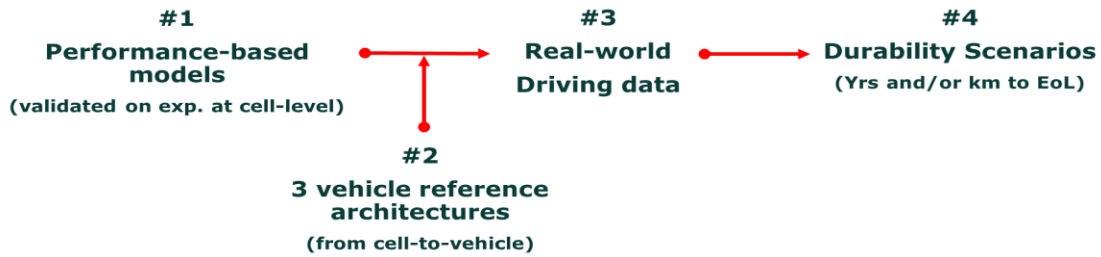 #1
Performance-based
models
(validated on exp. at cell-level)
#2
3 vehicle reference
architectures
(from cell-to-vehicle)
#3
Real-world
Driving data
#4
Durability Scenarios
(Yrs and/or km to EoL)